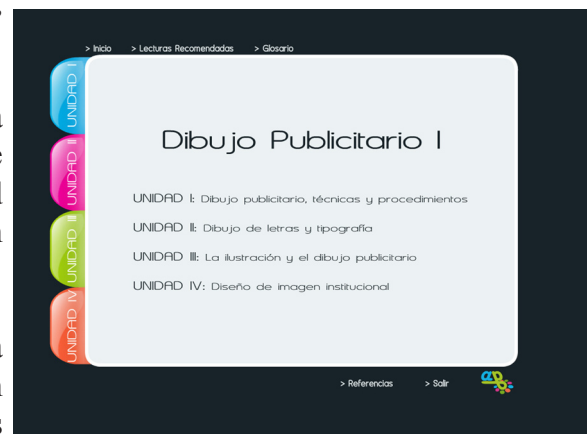 > Inicio > Lecturas Recomendadas > Glosario
UNIDAD I
UNIDAD II
UNIDAD III
UNIDAD IV
Dibujo Publicitario I
UNIDAD I: Dibujo publicitario, técnicas y procedimientos
UNIDAD II: Dibujo de letras y tipografía
UNIDAD III: La ilustración y el dibujo publicitario
UNIDAD IV: Diseño de imagen institucional
> Referencias > Salir